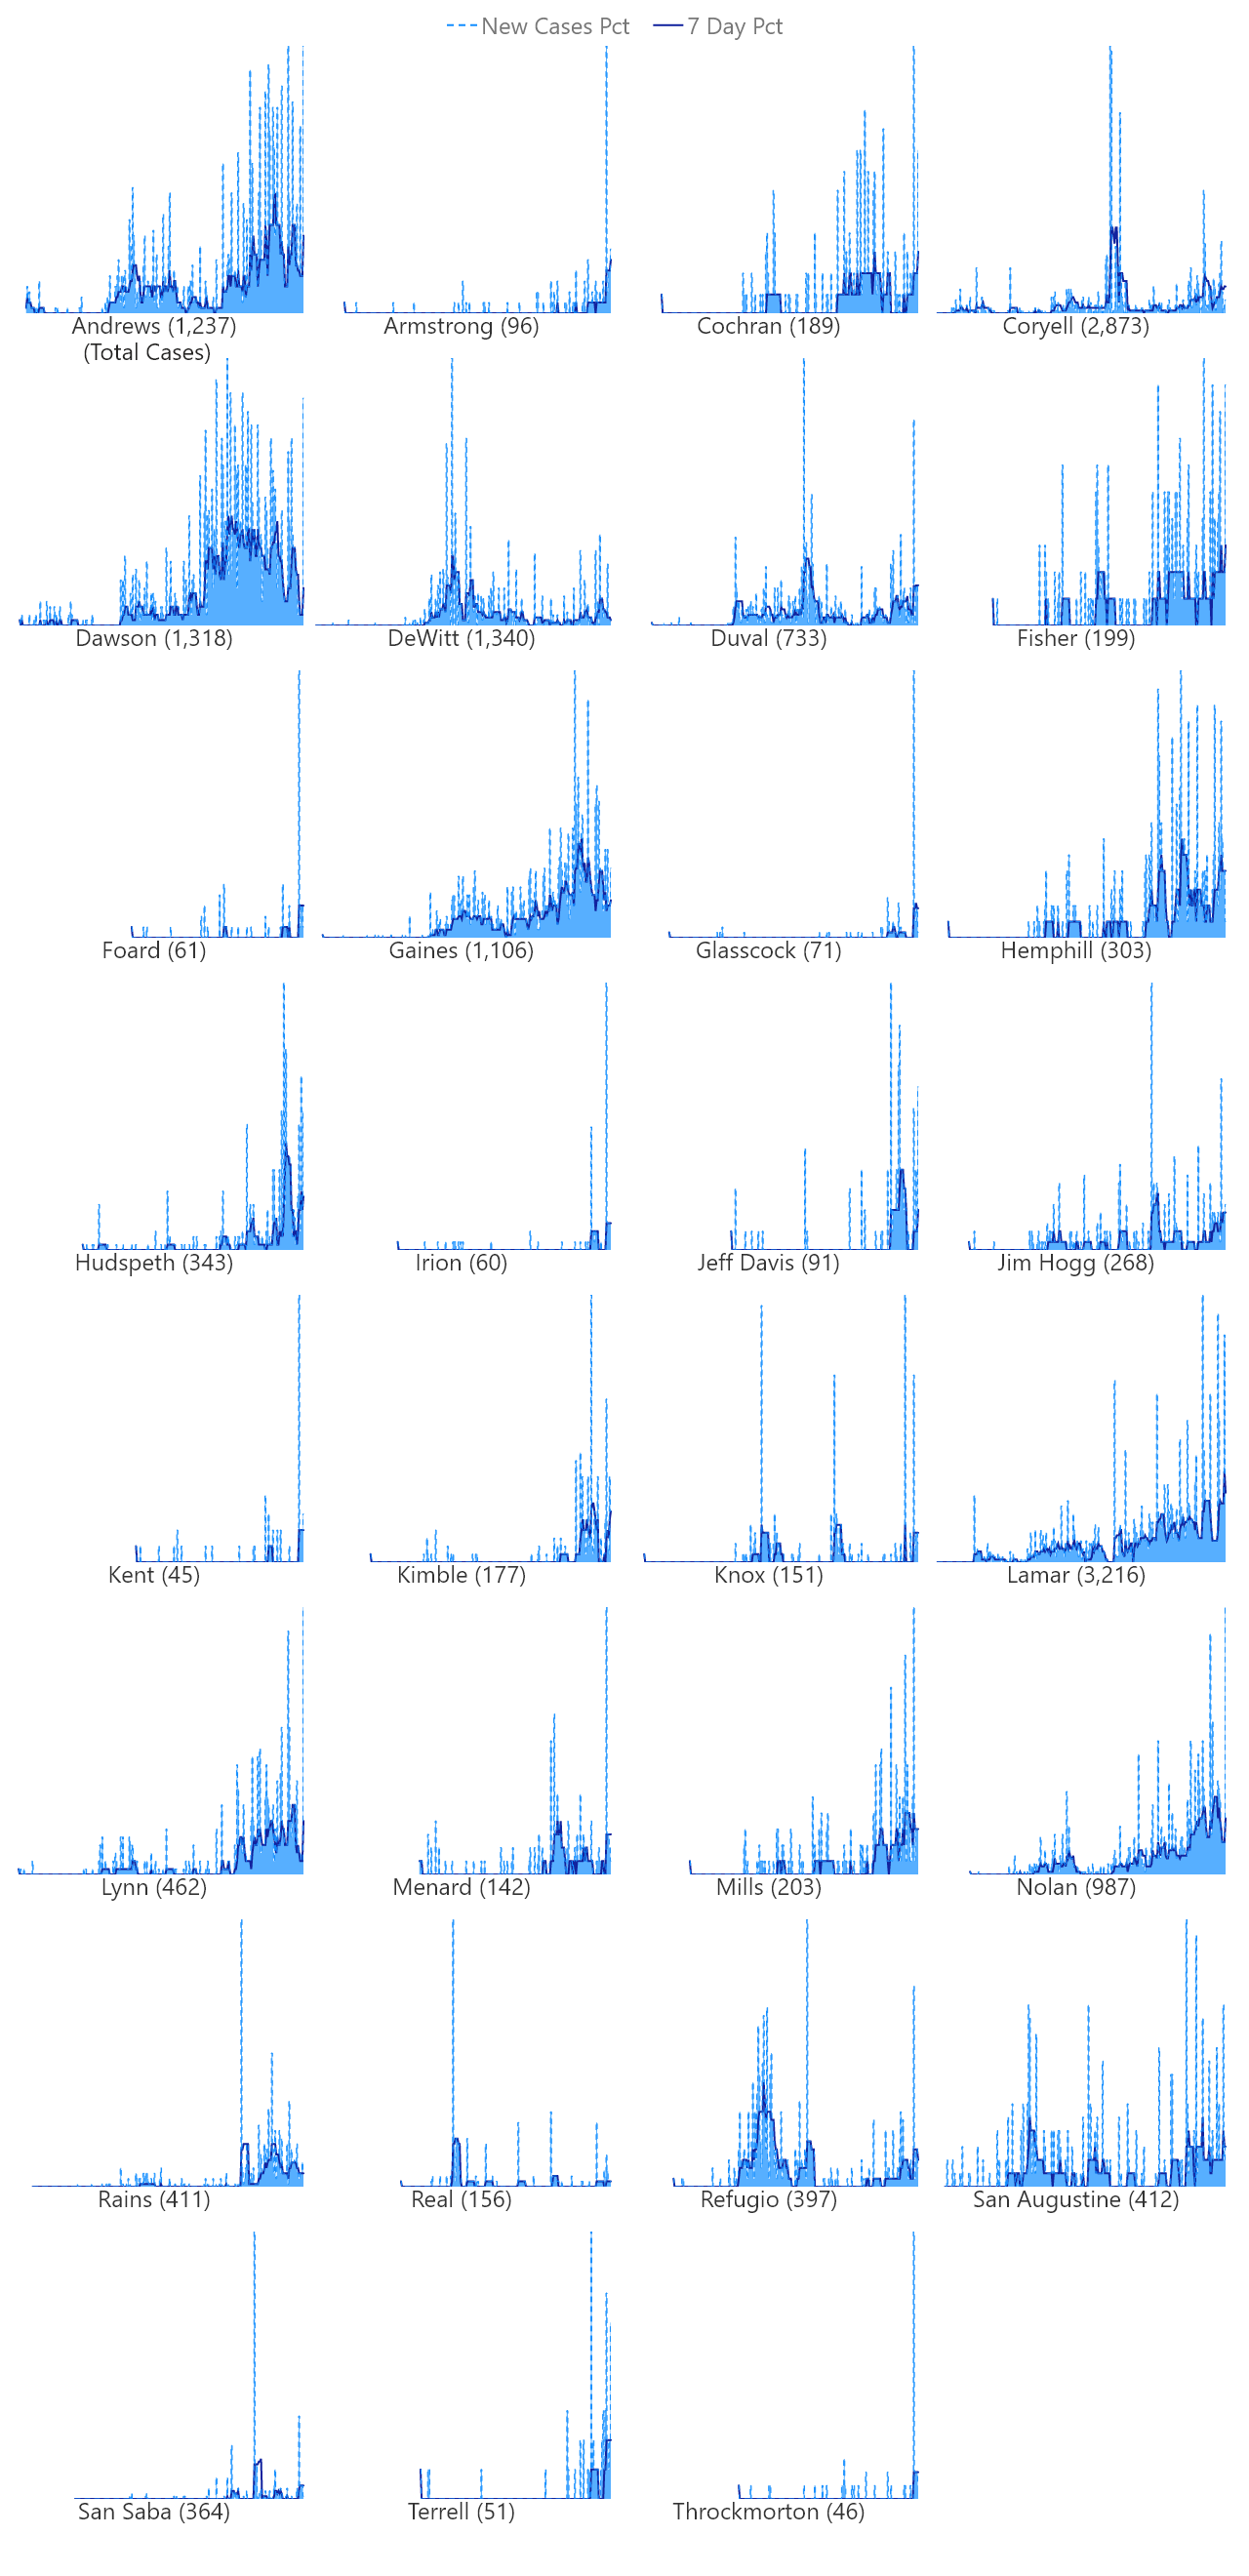 New Cases Pct 7 Day Pct
Andrews (1,237) Armstrong (96) Cochran (189) Coryell (2,873)
(Total Cases)
Dawson (1,318) DeWitt (1,340) Duval (733) Fisher (199)
Foard (61) Gaines (1,106) Glasscock (71) Hemphill (303)
Hudspeth (343) Irion (60) Jeff Davis (91) Jim Hogg (268)
Kent (45) Kimble (177) Knox (151) Lamar (3,216)
Lynn (462) Menard (142) Mills (203) Nolan (987)
Rains (411) Real (156) Refugio (397) San Augustine (412)
San Saba (364) Terrell (51) Throckmorton (46)